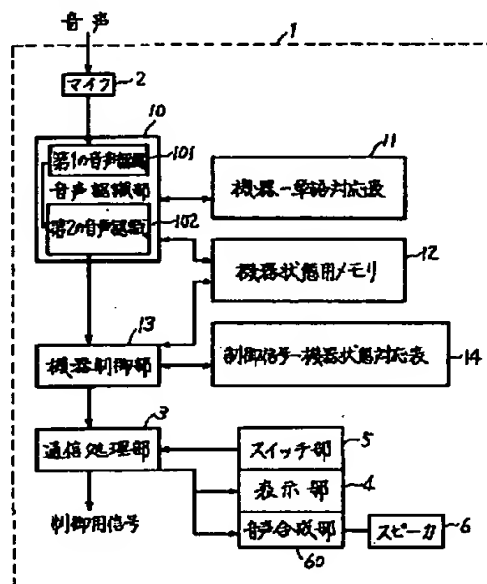 音声
1
マイク
2
10
第1の音声認識
101
音声認識部
第2の音声認識
102
11
機器-単語対応表
12
機器状態用メモリ
13
機器制御部
制御信号-機器状態対応表
14
3
通信処理部
スイッチ部
5
表示部
4
音声合成部
60
スピーカ
6
制御用信号